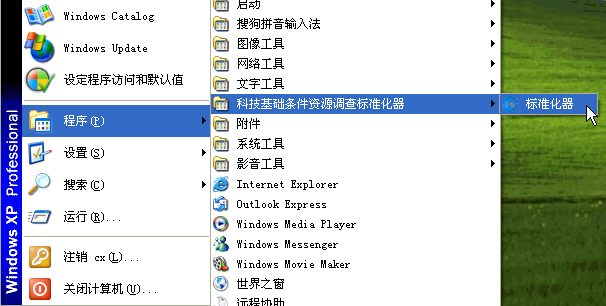 Windows Catalog
Windows Update
设定程序访问和默认值
程序(P)
设置(S)
搜索(C)
运行(R)...
注销 cx(L)...
关闭计算机(U)...
Windows XP Professional
启动
搜狗拼音输入法
图像工具
网络工具
文字工具
科技基础条件资源调查标准化器
附件
系统工具
影音工具
Internet Explorer
Outlook Express
Windows Media Player
Windows Messenger
Windows Movie Maker
世界之窗
远程协助
标准化器